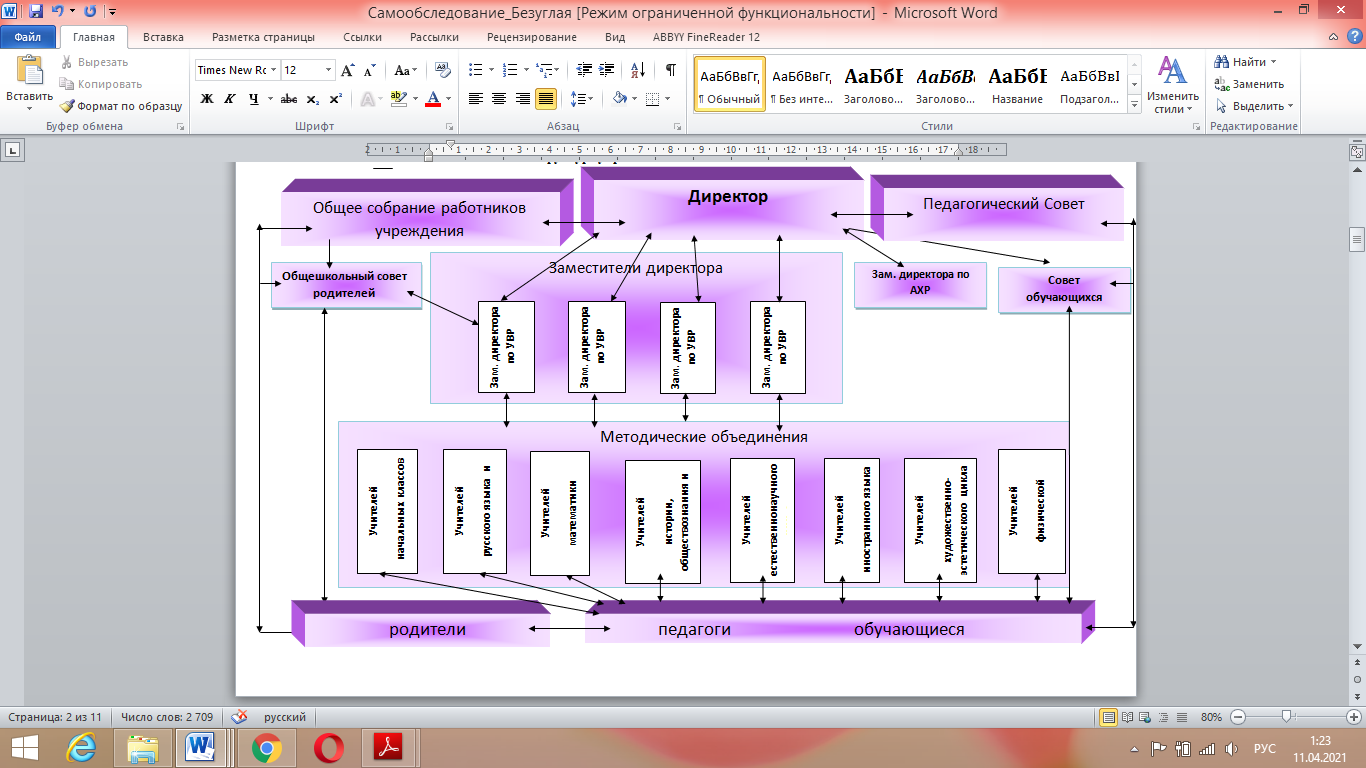 Самообследование_Безуглая [Режим ограниченной функциональности] - Microsoft Word
Файл
Главная
Вставка
Разметка страницы
Ссылки
Рассылки
Рецензирование
Вид
ABBYY FineReader 12
Вставить
Вырезать
Копировать
Формат по образцу
Буфер обмена
Times New Ro
12
Шрифт
Абзац
АаБбВвГг,
¶ Обычный
АаБбВвГг,
¶ Без инте...
Заголово...
Заголово...
Название
АаБбВвІ
Подзагол...
Стили
Изменить
стили
Найти
Заменить
Выделить
Редактирование
Общее собрание работников
учреждения
Директор
Педагогический Совет
Общешкольный совет
родителей
Заместители директора
Зам. директора по
АХР
Совет
обучающихся
Зам. директора
по УВР
Зам. директора
по УВР
Зам. директора
по УВР
Зам. директора
по УВР
Методические объединения
Учителей
начальных классов
Учителей
русского языка и
Учителей
математики
Учителей
истории,
обществознания и
Учителей
естественнонаучного
Учителей
иностранного языка
Учителей
художественно-
эстетического цикла
Учителей
физической
родители
педагоги
обучающиеся
Страница: 2 из 11
Число слов: 2 709
русский
80%
РУС
1:23
11.04.2021